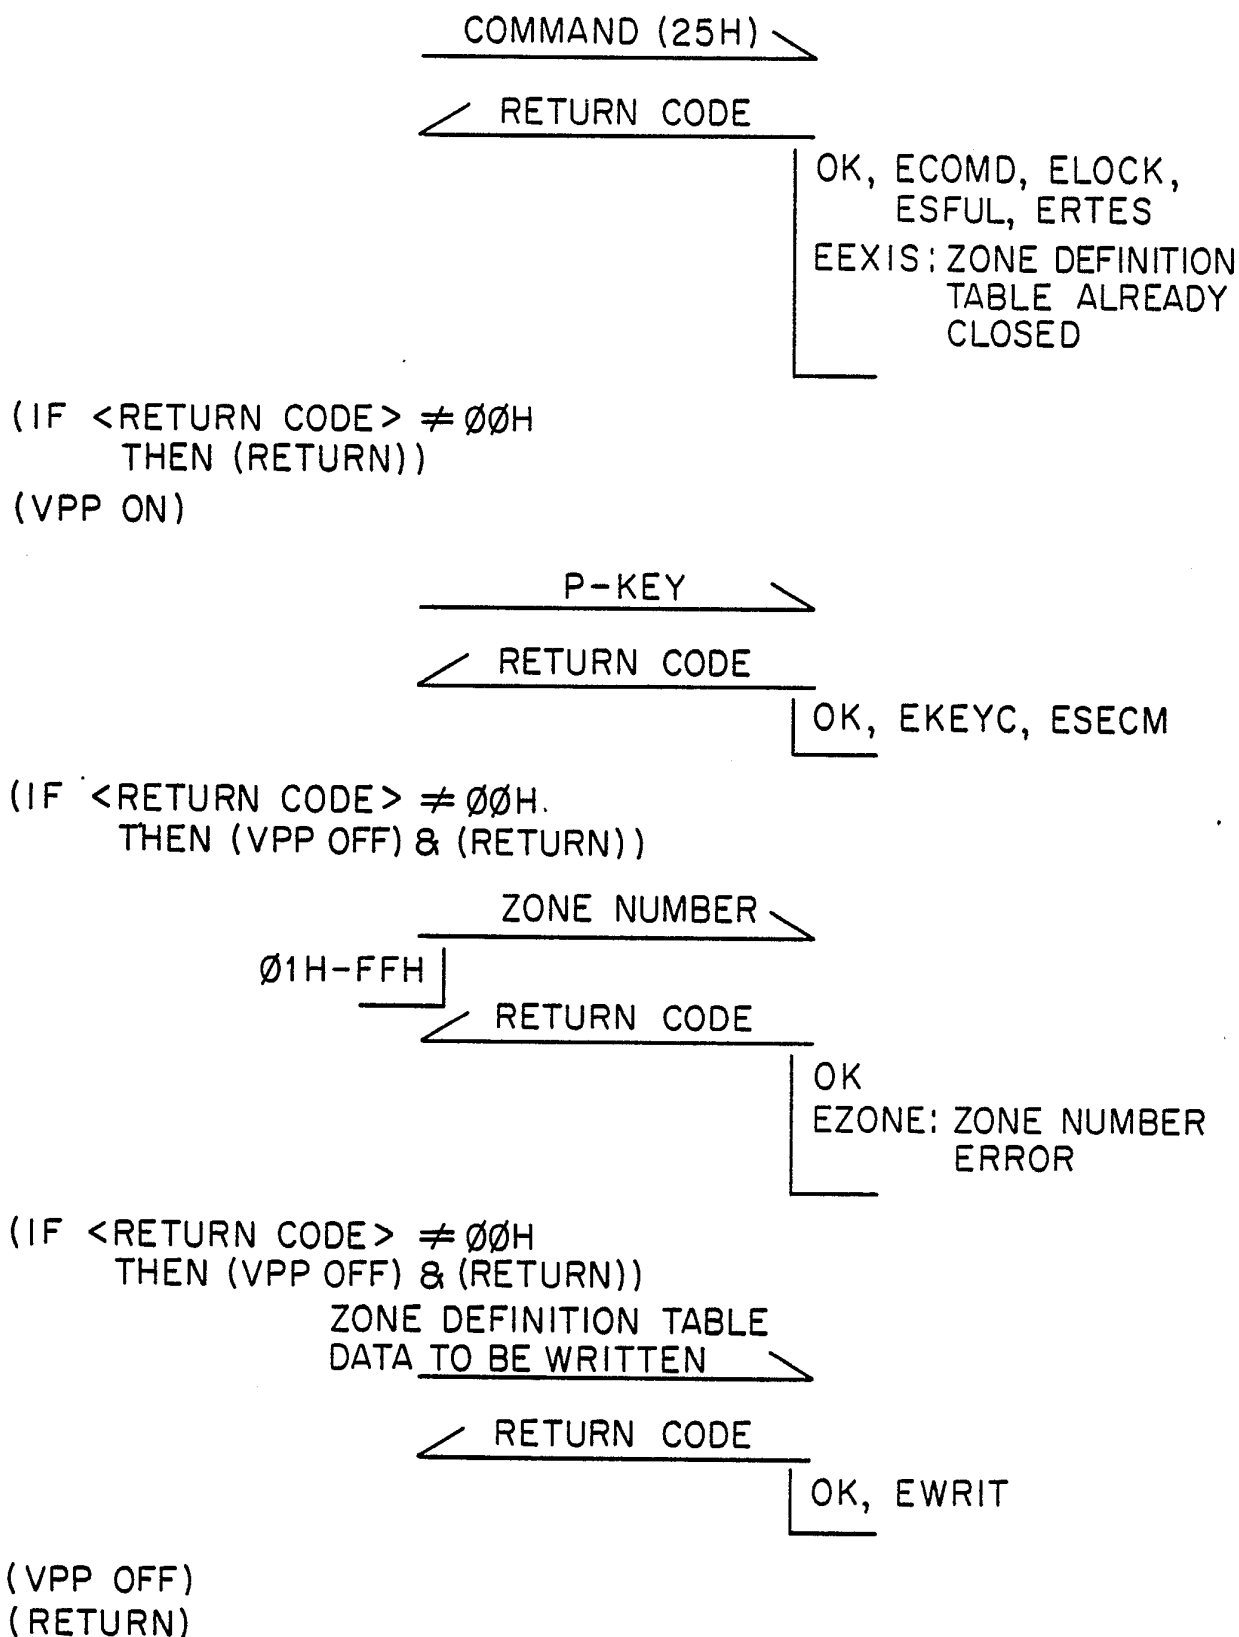 COMMAND (25H)
RETURN CODE
OK, ECOMD, ELOCK,
ESFUL, ERTES
EEXIS: ZONE DEFINITION
TABLE ALREADY
CLOSED
(IF <RETURN CODE> ≠ ØØH
THEN (RETURN))
(VPP ON)
P-KEY
RETURN CODE
OK, EKEYC, ESECM
(IF <RETURN CODE> ≠ ØØH.
THEN (VPP OFF) & (RETURN))
ZONE NUMBER
Ø1H-FFH
RETURN CODE
OK
EZONE: ZONE NUMBER
ERROR
(IF <RETURN CODE> ≠ ØØH
THEN (VPP OFF) & (RETURN))
ZONE DEFINITION TABLE
DATA TO BE WRITTEN
RETURN CODE
OK, EWRIT
(VPP OFF)
(RETURN)